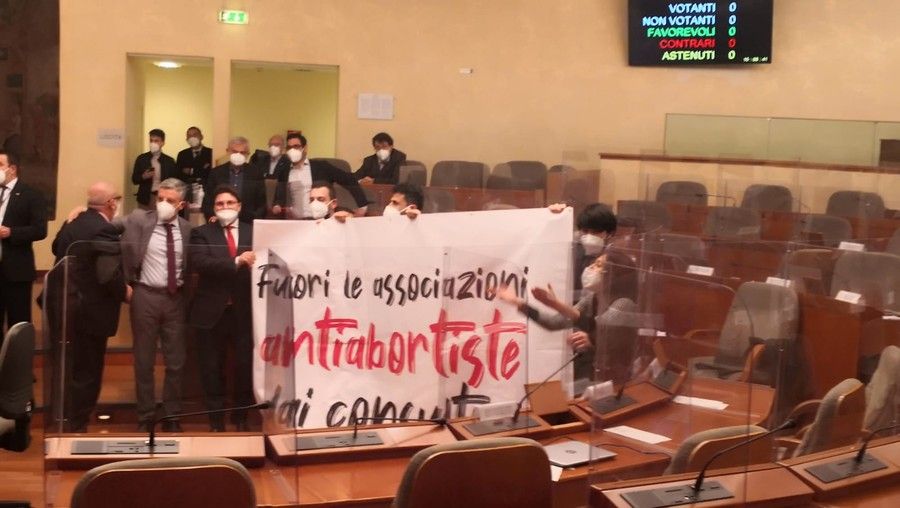 VOTANTI 0
NON VOTANTI 0
FAVOREVOLI 0
CONTRARI 0
ASTENUTI 0
Fuori le associazioni
antiabortiste
dai